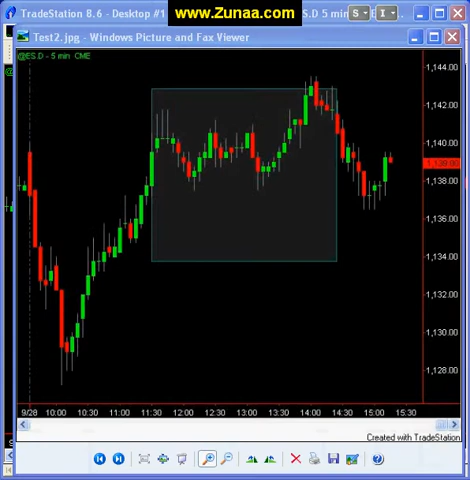 TradeStation 8.6 - Desktop #1
www.Zunaa.com
S.D 5 min
S
I
Test2.jpg - Windows Picture and Fax Viewer
@ES.D - 5 min CME
1,144.00
1,142.00
1,140.00
1,139.00
1,138.00
1,136.00
1,134.00
1,132.00
1,130.00
1,128.00
9/28 10:00 10:30 11:00 11:30 12:00 12:30 13:00 13:30 14:00 14:30 15:00 15:30
Created with TradeStation